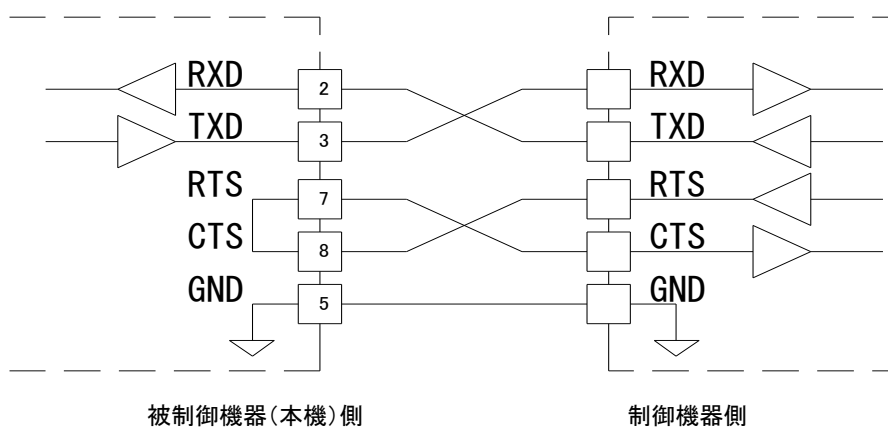 RXD 2 RXD
TXD 3 TXD
RTS 7 RTS
CTS 8 CTS
GND 5 GND
被制御機器(本機)側 制御機器側